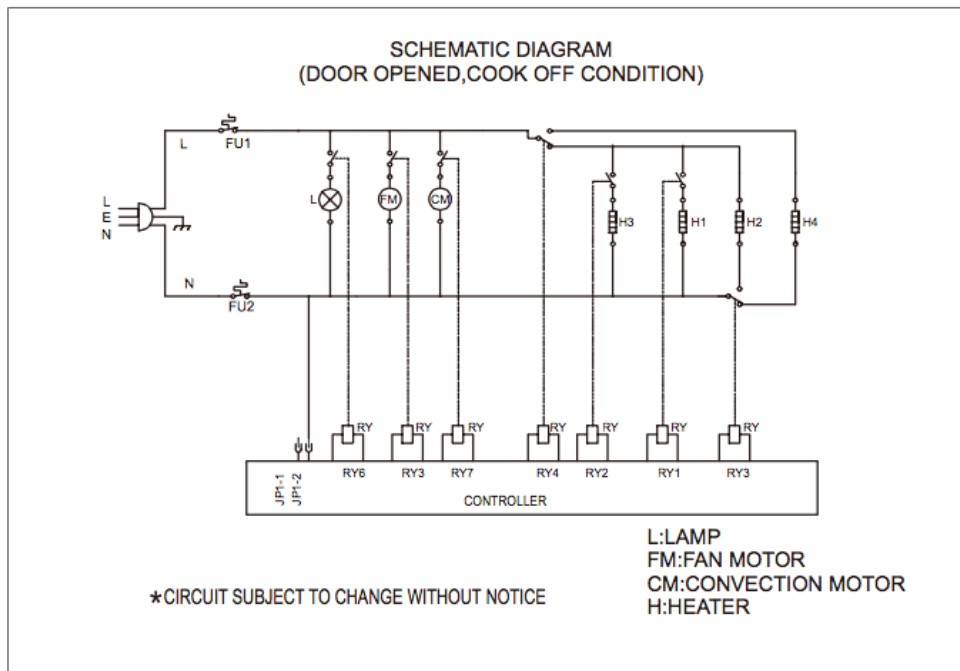 SCHEMATIC DIAGRAM
(DOOR OPENED,COOK OFF CONDITION)
L
FU1
L
E
N
L
FM
CM
H3
H1
H2
H4
N
FU2
RY
RY
RY
RY
RY
RY
RY
JP1-1
JP1-2
RY6
RY3
RY7
RY4
RY2
RY1
RY3
CONTROLLER
L:LAMP
FM:FAN MOTOR
CM:CONVECTION MOTOR
H:HEATER
*CIRCUIT SUBJECT TO CHANGE WITHOUT NOTICE